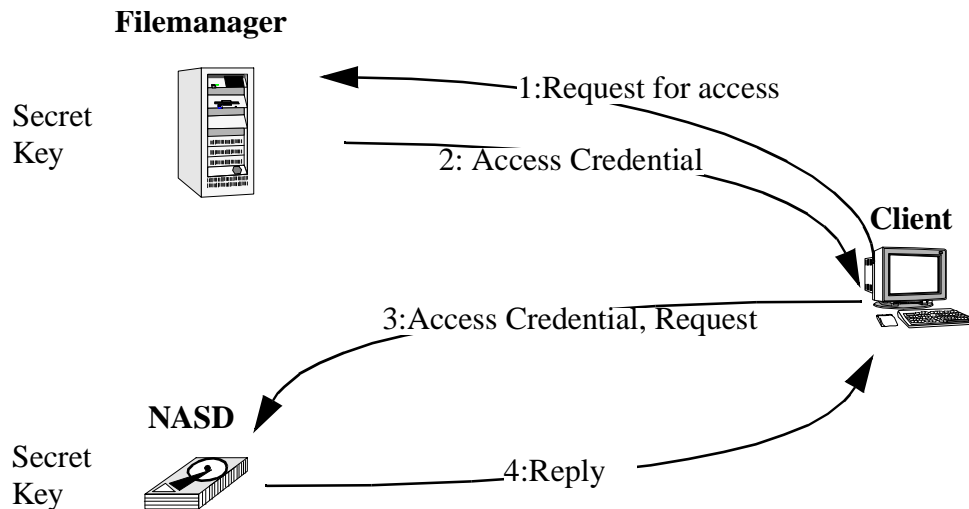 Filemanager
1:Request for access
Secret
Key
2: Access Credential
Client
3:Access Credential, Request
NASD
Secret
Key
4:Reply